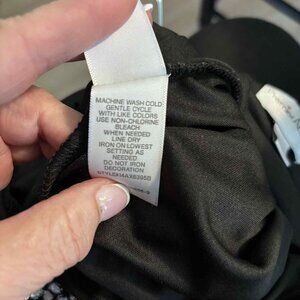 MACHINE WASH COLD
GENTLE CYCLE
WITH LIKE COLORS
USE NON-CHLORINE
BLEACH
WHEN NEEDED
LINE DRY
IRON ON LOWEST
SETTING AS
NEEDED
DO NOT IRON
DECORATION